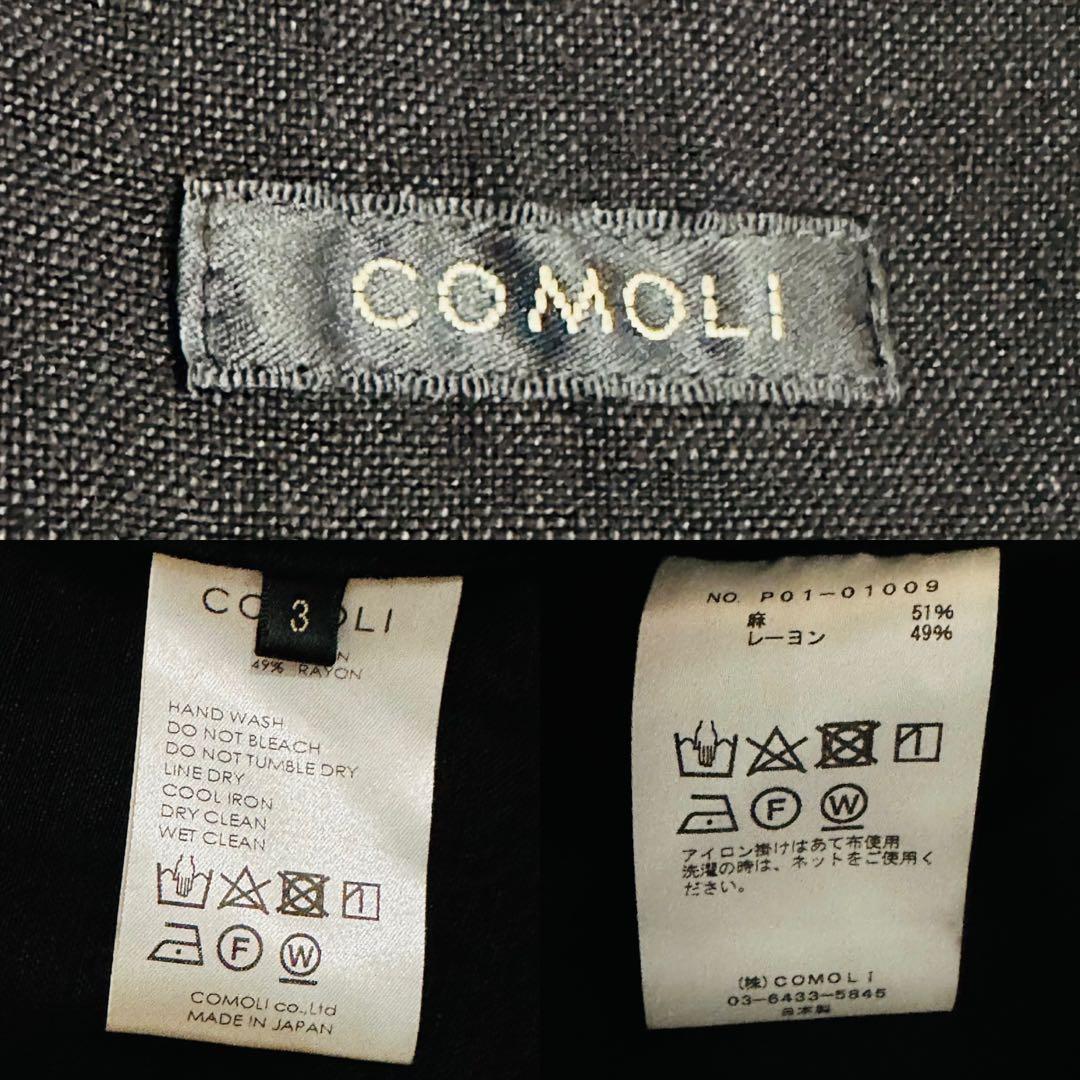 COMOLI
CO LI
3
49% RAYON
HAND WASH
DO NOT BLEACH
DO NOT TUMBLE DRY
LINE DRY
COOL IRON
DRY CLEAN
WET CLEAN
F
W
COMOLI co.,Ltd
MADE IN JAPAN
NO. P01-01009
麻 51%
レーヨン 49%
F
W
アイロン掛けはあて布使用
洗濯の時は、ネットをご使用く
ださい。
(株)COMOLI
03-6433-5845
日本製